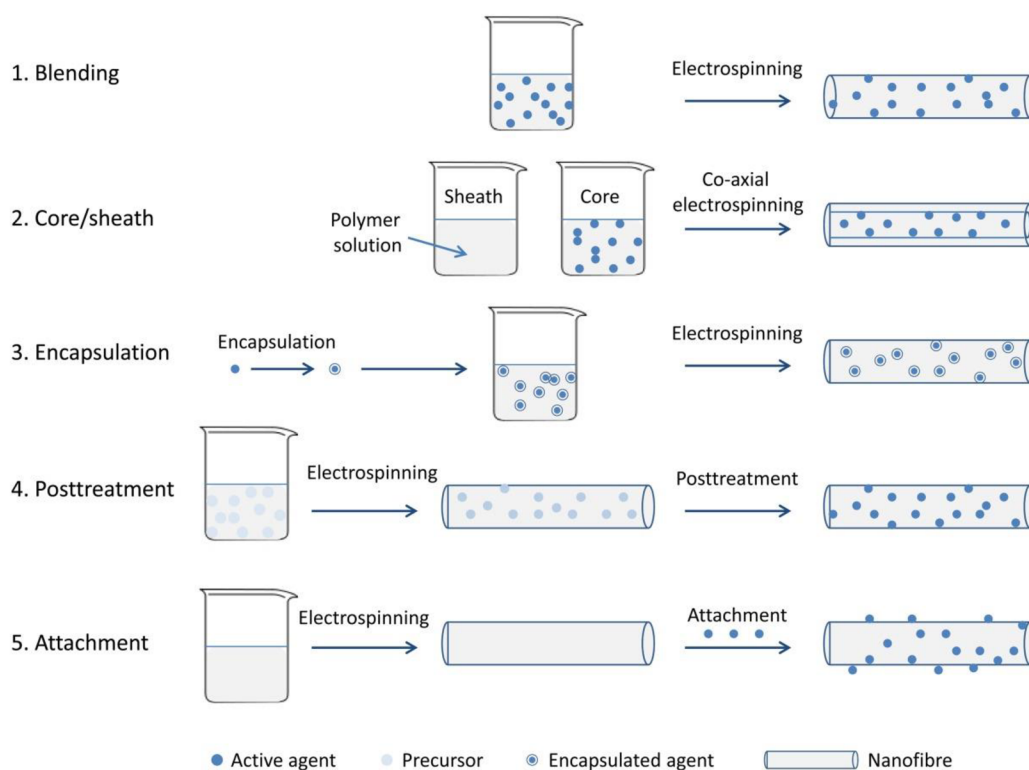 1. Blending
Electrospinning
2. Core/sheath
Polymer
solution
Sheath
Core
Co-axial
electrospinning
3. Encapsulation
Encapsulation
Electrospinning
4. Posttreatment
Electrospinning
Posttreatment
5. Attachment
Electrospinning
Attachment
Active agent
Precursor
Encapsulated agent
Nanofibre